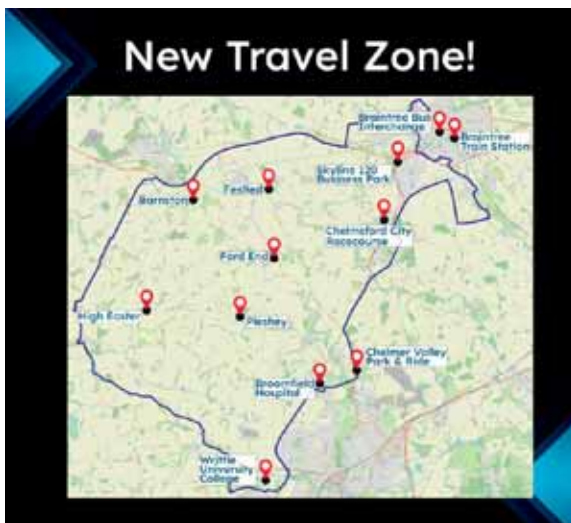 New Travel Zone!
Braintree Bus
Interchange
Braintree
Train Station
Skyline 120
Business Park
Barnston
Felsted
Chelmsford City
Racecourse
Ford End
High Easter
Pleshey
Chelmer Valley
Park & Ride
Broomfield
Hospital
Writtle
University
College